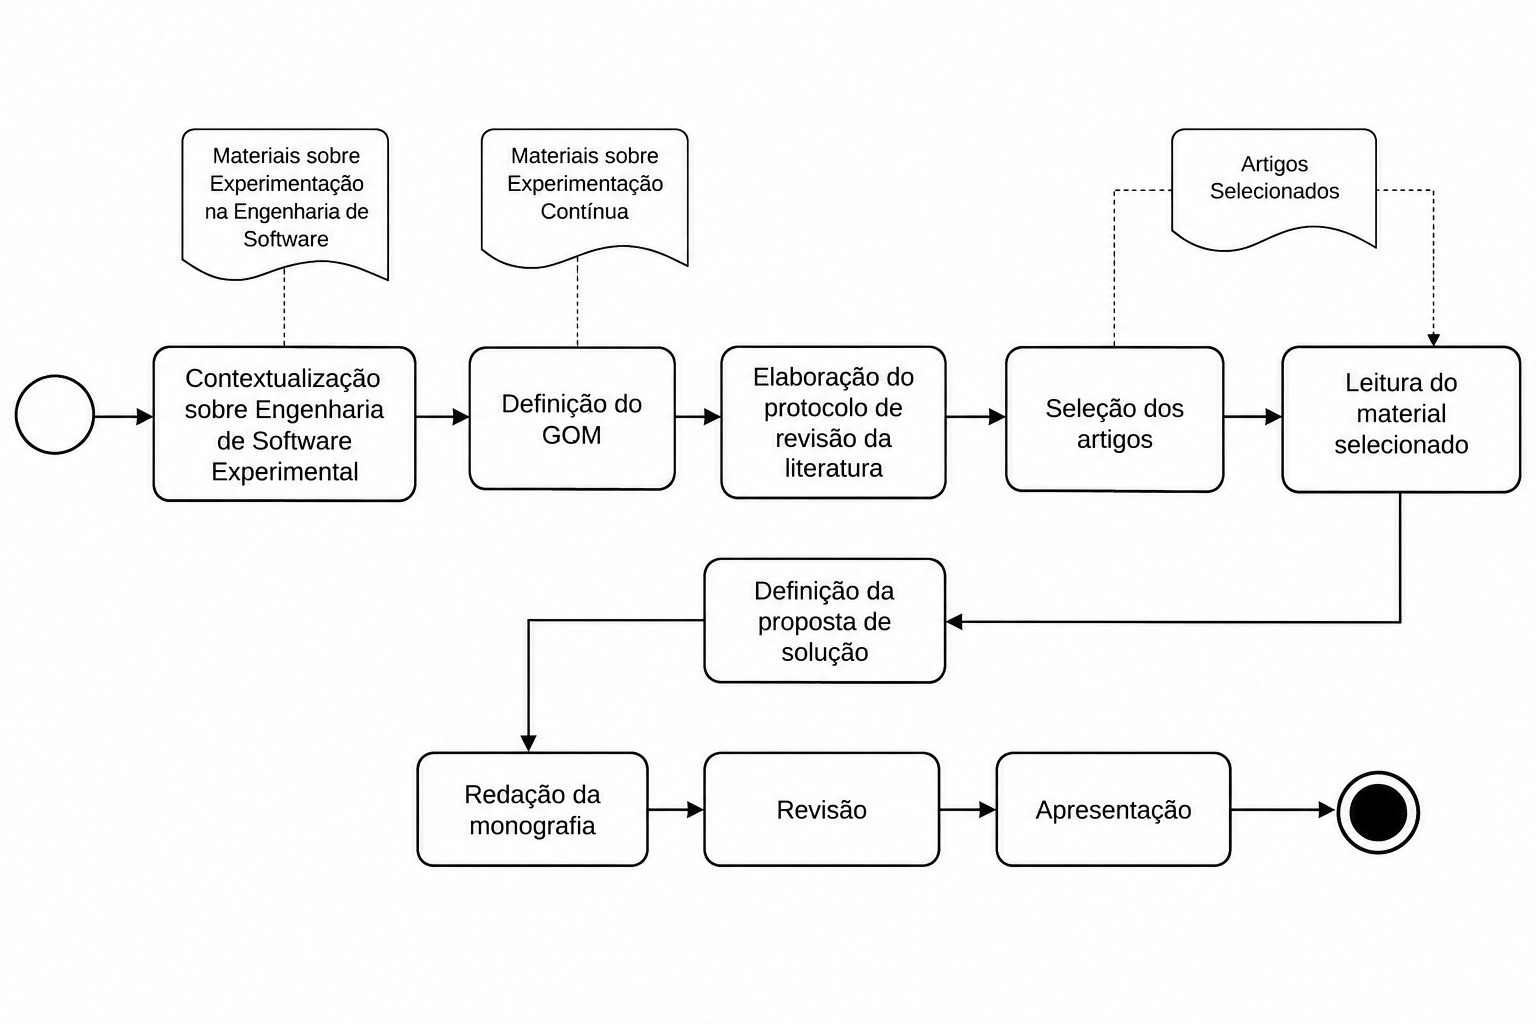 Materiais sobre
Experimentação
na Engenharia de
Software
Materiais sobre
Experimentação
Contínua
Artigos
Selecionados
Contextualização
sobre Engenharia
de Software
Experimental
Definição do
GOM
Elaboração do
protocolo de
revisão da
literatura
Seleção dos
artigos
Leitura do
material
selecionado
Definição da
proposta de
solução
Redação da
monografia
Revisão
Apresentação